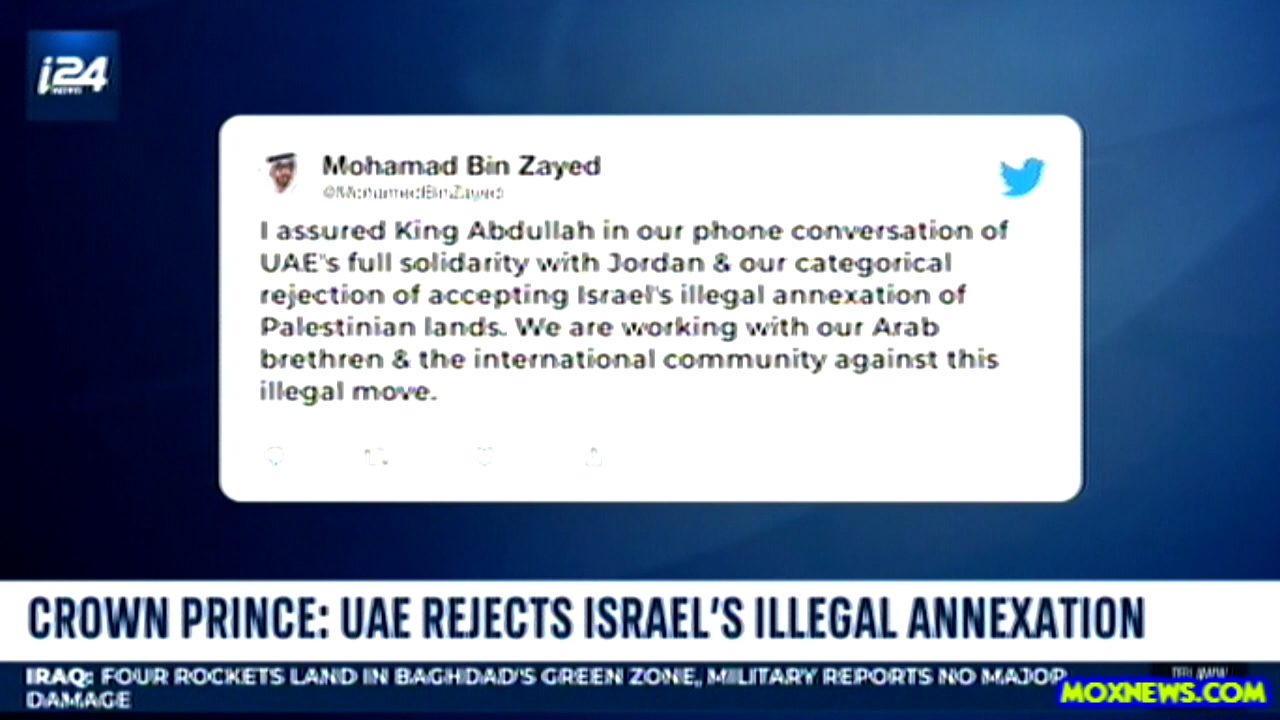 i24
NEWS
Mohamad Bin Zayed
@MohamedBinZayed
I assured King Abdullah in our phone conversation of
UAE's full solidarity with Jordan & our categorical
rejection of accepting Israel's illegal annexation of
Palestinian lands. We are working with our Arab
brethren & the international community against this
illegal move.
CROWN PRINCE: UAE REJECTS ISRAEL'S ILLEGAL ANNEXATION
IRAQ: FOUR ROCKETS LAND IN BAGHDAD'S GREEN ZONE, MILITARY REPORTS NO MAJOR
DAMAGE
MOXNEWS.COM